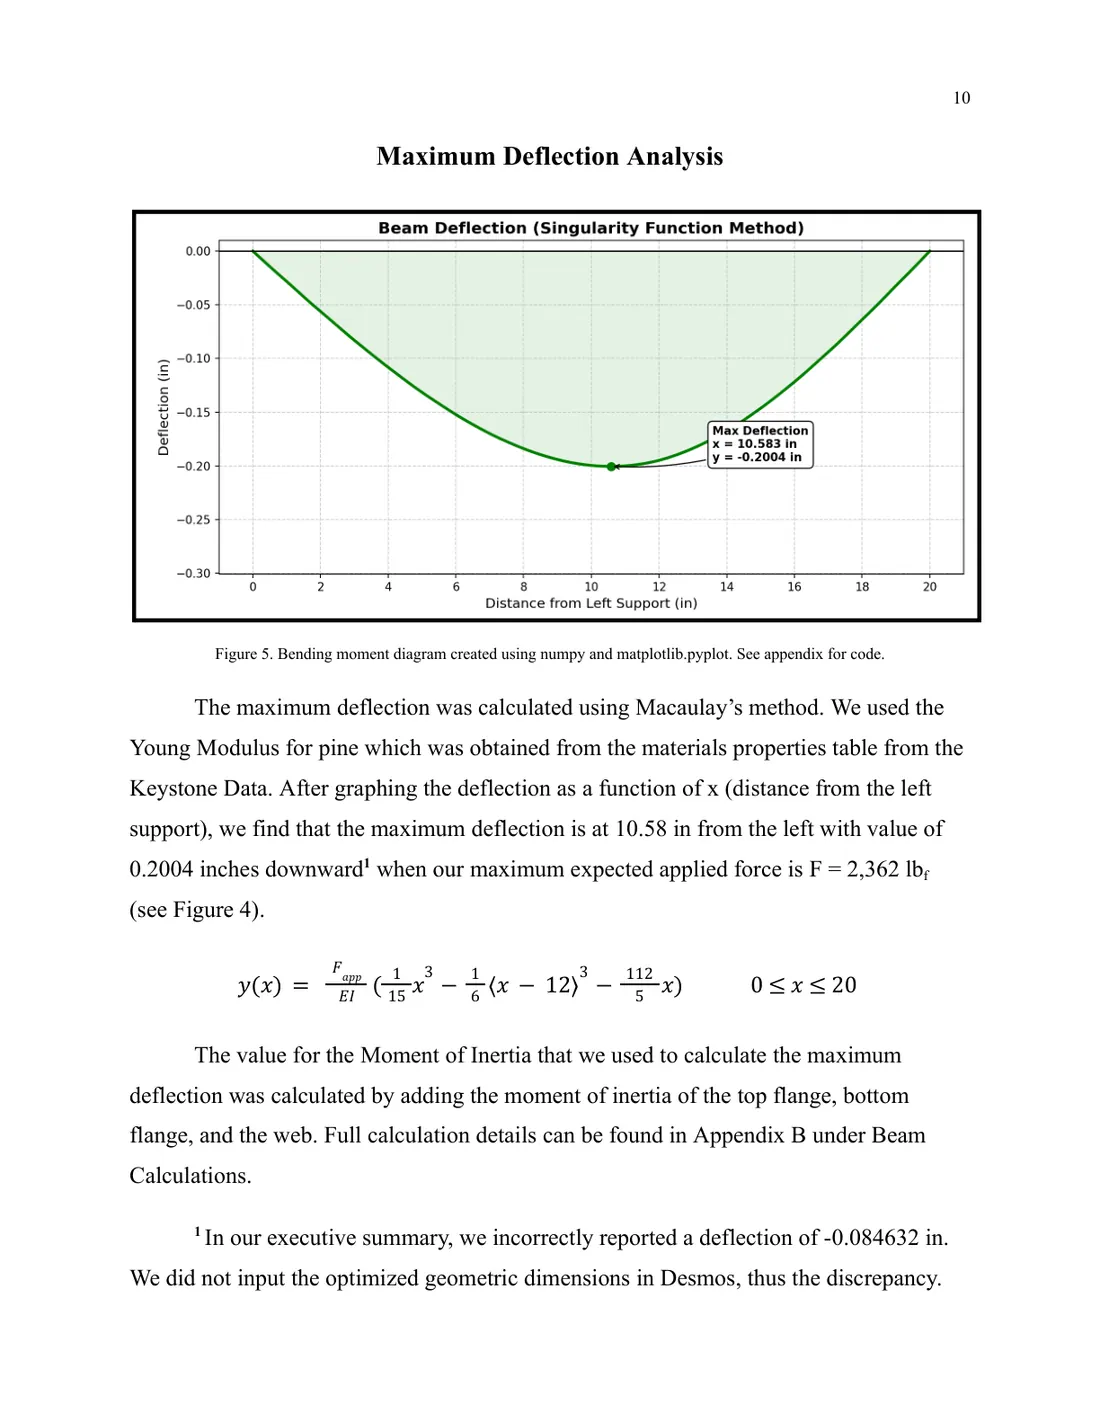 10
Maximum Deflection Analysis
Beam Deflection (Singularity Function Method)
0.00
−0.05
−0.10
−0.15
−0.20
−0.25
−0.30
Deflection (in)
Max Deflection
x = 10.583 in
y = -0.2004 in
0 2 4 6 8 10 12 14 16 18 20
Distance from Left Support (in)
Figure 5. Bending moment diagram created using numpy and matplotlib.pyplot. See appendix for code.
The maximum deflection was calculated using Macaulay’s method. We used the
Young Modulus for pine which was obtained from the materials properties table from the
Keystone Data. After graphing the deflection as a function of x (distance from the left
support), we find that the maximum deflection is at 10.58 in from the left with value of
0.2004 inches downward¹ when our maximum expected applied force is F = 2,362 lb_f
(see Figure 4).
y(x) = F_app/EI (1/15 x³ − 1/6 ⟨x − 12⟩³ − 112/5 x) 0 ≤ x ≤ 20
The value for the Moment of Inertia that we used to calculate the maximum
deflection was calculated by adding the moment of inertia of the top flange, bottom
flange, and the web. Full calculation details can be found in Appendix B under Beam
Calculations.
¹ In our executive summary, we incorrectly reported a deflection of -0.084632 in.
We did not input the optimized geometric dimensions in Desmos, thus the discrepancy.